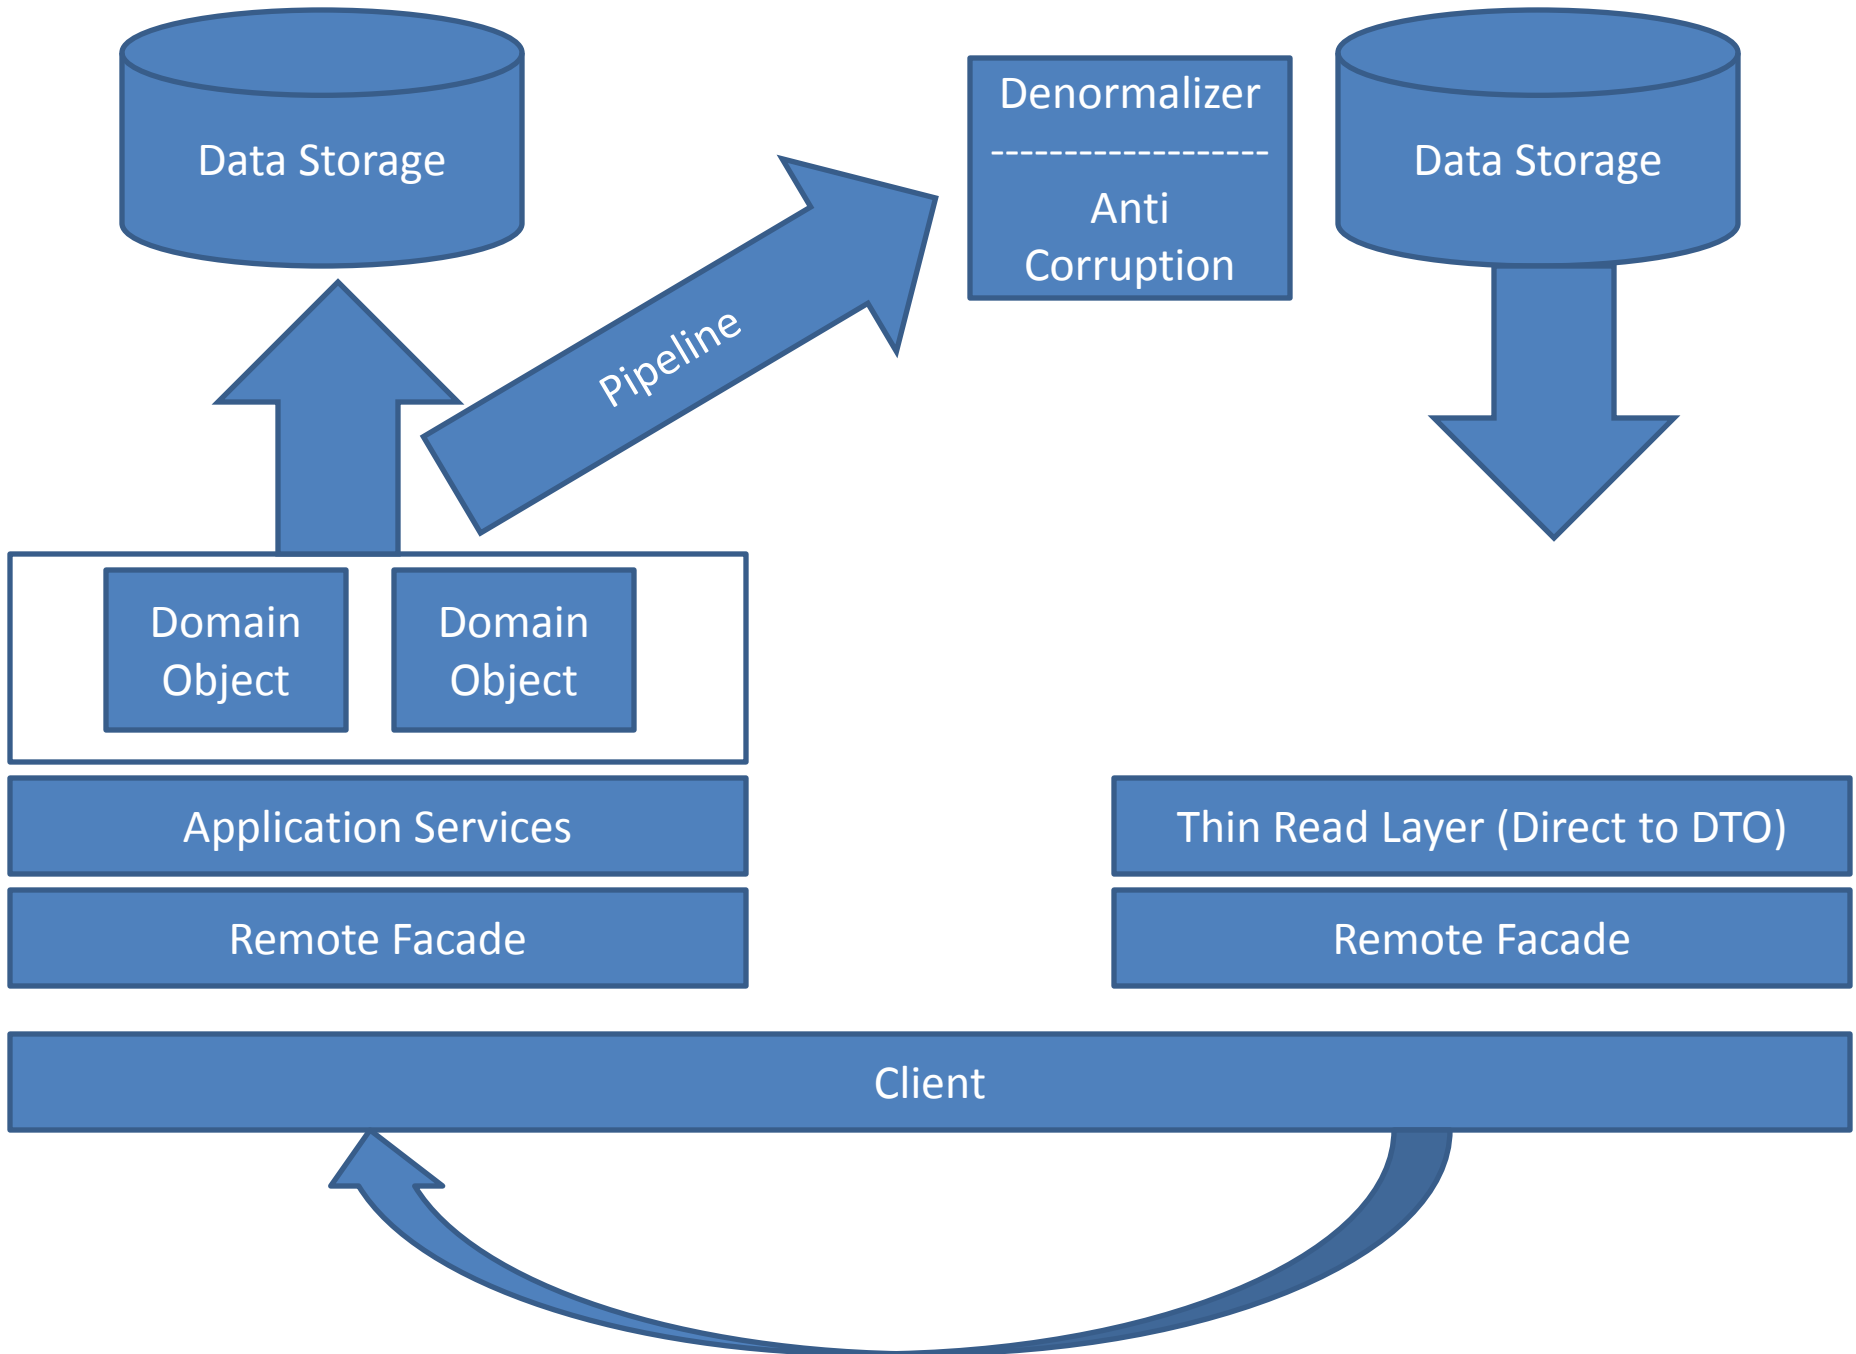 Data Storage
Denormalizer
-------------------
Anti
Corruption
Data Storage
Pipeline
Domain
Object
Domain
Object
Application Services
Thin Read Layer (Direct to DTO)
Remote Facade
Remote Facade
Client